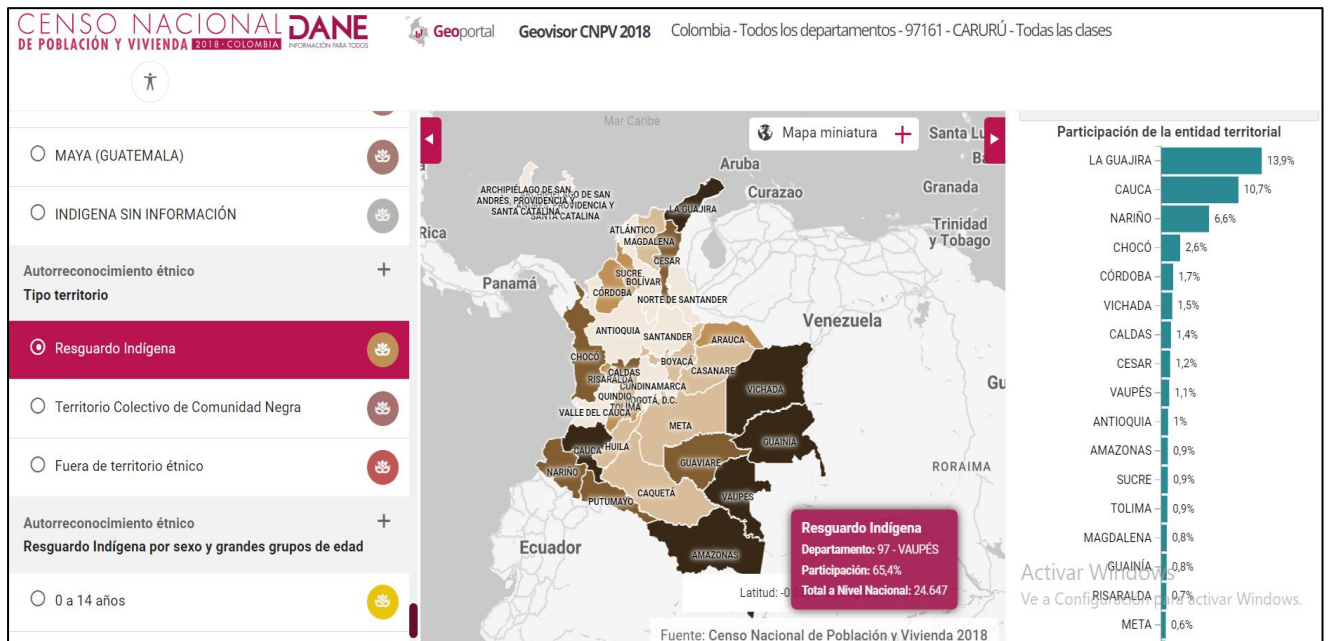 CENSO NACIONAL
DE POBLACIÓN Y VIVIENDA 2018 - COLOMBIA
DANE
INFORMACIÓN PARA TODOS
Geoportal
Geovisor CNPV 2018
Colombia - Todos los departamentos - 97161 - CARURÚ - Todas las clases
MAYA (GUATEMALA)
INDIGENA SIN INFORMACIÓN
Autorreconocimiento étnico +
Tipo territorio
Resguardo Indígena
Territorio Colectivo de Comunidad Negra
Fuera de territorio étnico
Autorreconocimiento étnico +
Resguardo Indígena por sexo y grandes grupos de edad
0 a 14 años
Mar Caribe
Mapa miniatura +
Santa Lu
Aruba
Curazao
Granada
Trinidad
y Tobago
Rica
Panamá
Venezuela
Gu
RORAIMA
Ecuador
ARCHIPIÉLAGO DE SAN
ANDRÉS, PROVIDENCIA Y
SANTA CATALINA
LA GUAJIRA
ATLÁNTICO
MAGDALENA
CESAR
SUCRE
BOLÍVAR
CÓRDOBA
NORTE DE SANTANDER
ANTIOQUIA
SANTANDER
ARAUCA
CHOCÓ
BOYACÁ
CALDAS
CASANARE
RISARALDA
CUNDINAMARCA
VICHADA
QUINDIO
BOGOTÁ, D.C.
TOLIMA
VALLE DEL CAUCA
META
GUAINÍA
CAUCA
HUILA
GUAVIARE
NARIÑO
CAQUETÁ
VAUPÉS
PUTUMAYO
AMAZONAS
Resguardo Indígena
Departamento: 97 - VAUPÉS
Participación: 65,4%
Total a Nivel Nacional: 24.647
Latitud: -0
Fuente: Censo Nacional de Población y Vivienda 2018
Participación de la entidad territorial
LA GUAJIRA 13,9%
CAUCA 10,7%
NARIÑO 6,6%
CHOCÓ 2,6%
CÓRDOBA 1,7%
VICHADA 1,5%
CALDAS 1,4%
CESAR 1,2%
VAUPÉS 1,1%
ANTIOQUIA 1%
AMAZONAS 0,9%
SUCRE 0,9%
TOLIMA 0,9%
MAGDALENA 0,8%
GUAINÍA 0,8%
RISARALDA 0,7%
META 0,6%
Activar Windows
Ve a Configuración para activar Windows.